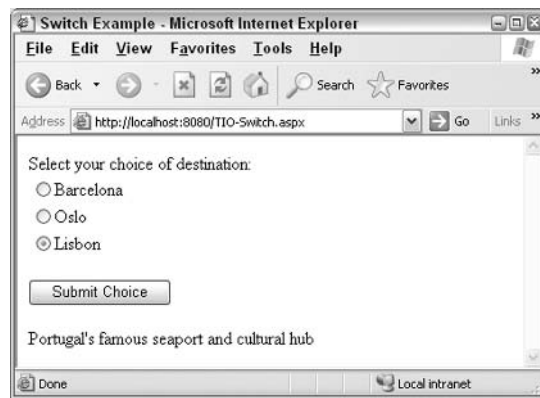 Switch Example - Microsoft Internet Explorer
File Edit View Favorites Tools Help
Back Search Favorites »
Address http://localhost:8080/TIO-Switch.aspx Go Links »
Select your choice of destination:
Barcelona
Oslo
Lisbon
Submit Choice
Portugal's famous seaport and cultural hub
Done Local intranet